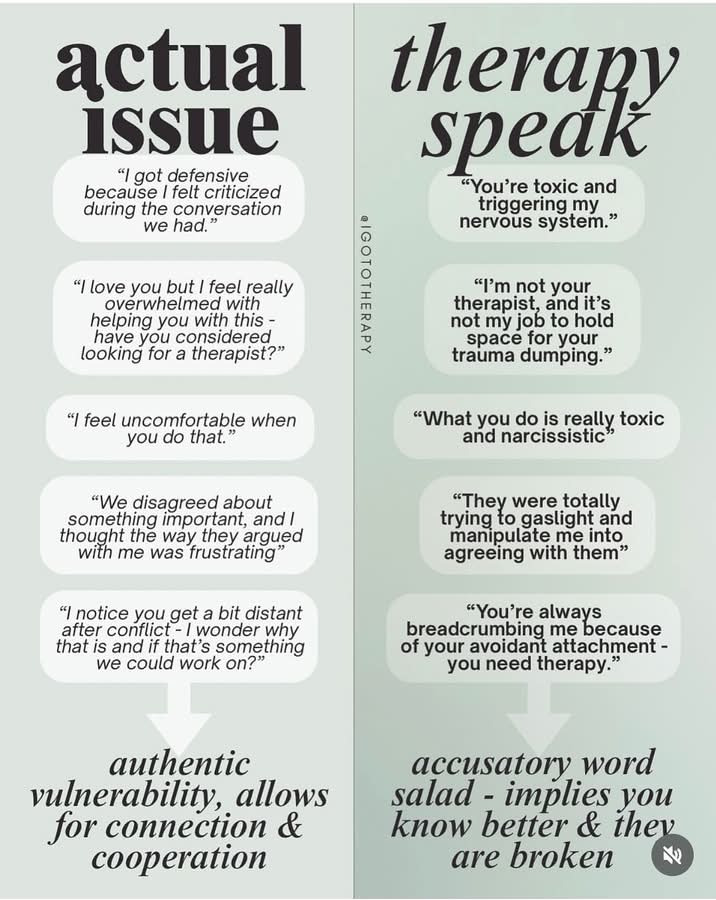 actual
issue
“I got defensive
because I felt criticized
during the conversation
we had.”
“I love you but I feel really
overwhelmed with
helping you with this -
have you considered
looking for a therapist?”
“I feel uncomfortable when
you do that.”
“We disagreed about
something important, and I
thought the way they argued
with me was frustrating”
“I notice you get a bit distant
after conflict - I wonder why
that is and if that’s something
we could work on?”
authentic
vulnerability, allows
for connection &
cooperation
@IGOTOTHERAPY
therapy
speak
“You’re toxic and
triggering my
nervous system.”
“I’m not your
therapist, and it’s
not my job to hold
space for your
trauma dumping.”
“What you do is really toxic
and narcissistic”
“They were totally
trying to gaslight and
manipulate me into
agreeing with them”
“You’re always
breadcrumbing me because
of your avoidant attachment -
you need therapy.”
accusatory word
salad - implies you
know better & they
are broken